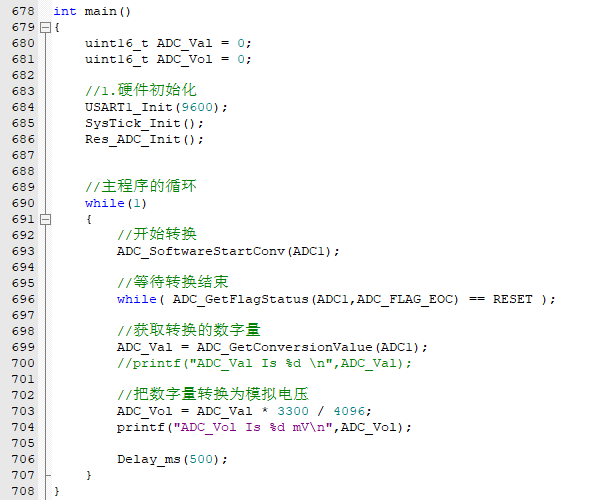 678 int main()
679 {
680 uint16_t ADC_Val = 0;
681 uint16_t ADC_Vol = 0;
682
683 //1.硬件初始化
684 USART1_Init(9600);
685 SysTick_Init();
686 Res_ADC_Init();
687
688
689 //主程序的循环
690 while(1)
691 {
692 //开始转换
693 ADC_SoftwareStartConv(ADC1);
694
695 //等待转换结束
696 while( ADC_GetFlagStatus(ADC1,ADC_FLAG_EOC) == RESET );
697
698 //获取转换的数字量
699 ADC_Val = ADC_GetConversionValue(ADC1);
700 //printf("ADC_Val Is %d \n",ADC_Val);
701
702 //把数字量转换为模拟电压
703 ADC_Vol = ADC_Val * 3300 / 4096;
704 printf("ADC_Vol Is %d mV\n",ADC_Vol);
705
706 Delay_ms(500);
707 }
708 }